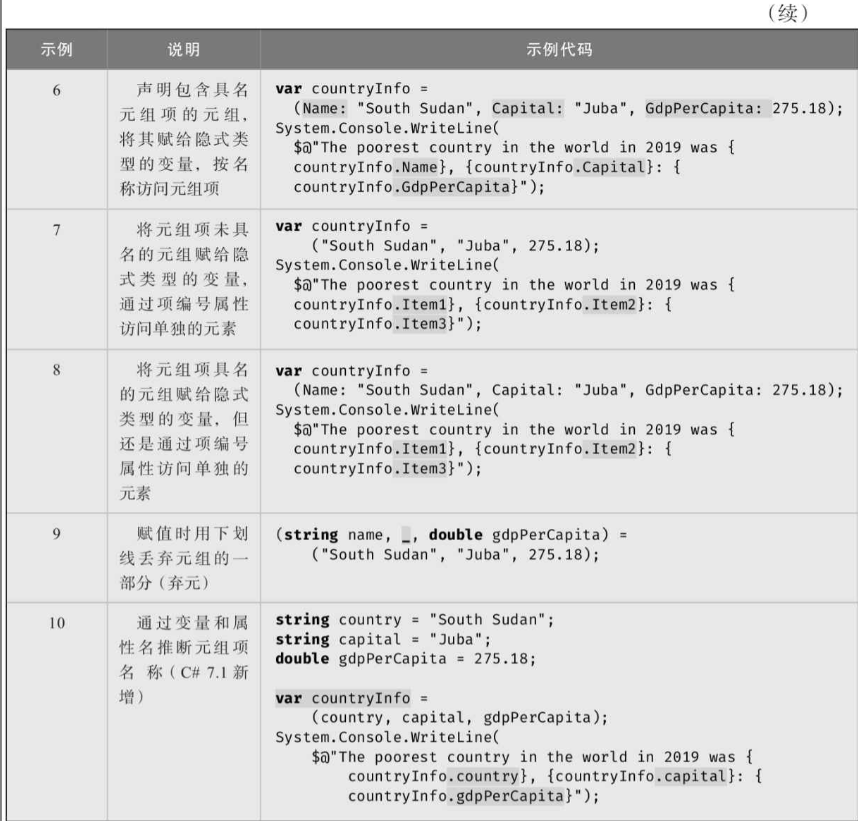 （续）
示例 说明 示例代码
6
声明包含具名
元组项的元组，
将其赋给隐式类
型的变量，按名
称访问元组项
var countryInfo =
(Name: "South Sudan", Capital: "Juba", GdpPerCapita: 275.18);
System.Console.WriteLine(
$@"The poorest country in the world in 2019 was {
countryInfo.Name}, {countryInfo.Capital}: {
countryInfo.GdpPerCapita}");
7
将元组项未具
名的元组赋给隐
式类型的变量，
通过项编号属性
访问单独的元素
var countryInfo =
("South Sudan", "Juba", 275.18);
System.Console.WriteLine(
$@"The poorest country in the world in 2019 was {
countryInfo.Item1}, {countryInfo.Item2}: {
countryInfo.Item3}");
8
将元组项具名
的元组赋给隐式
类型的变量，但
还是通过项编号
属性访问单独的
元素
var countryInfo =
(Name: "South Sudan", Capital: "Juba", GdpPerCapita: 275.18);
System.Console.WriteLine(
$@"The poorest country in the world in 2019 was {
countryInfo.Item1}, {countryInfo.Item2}: {
countryInfo.Item3}");
9
赋值时用下划
线丢弃元组的一
部分（弃元）
(string name, _, double gdpPerCapita) =
("South Sudan", "Juba", 275.18);
10
通过变量和属
性名推断元组项
名 称（C# 7.1 新
增）
string country = "South Sudan";
string capital = "Juba";
double gdpPerCapita = 275.18;
var countryInfo =
(country, capital, gdpPerCapita);
System.Console.WriteLine(
$@"The poorest country in the world in 2019 was {
countryInfo.country}, {countryInfo.capital}: {
countryInfo.gdpPerCapita}");